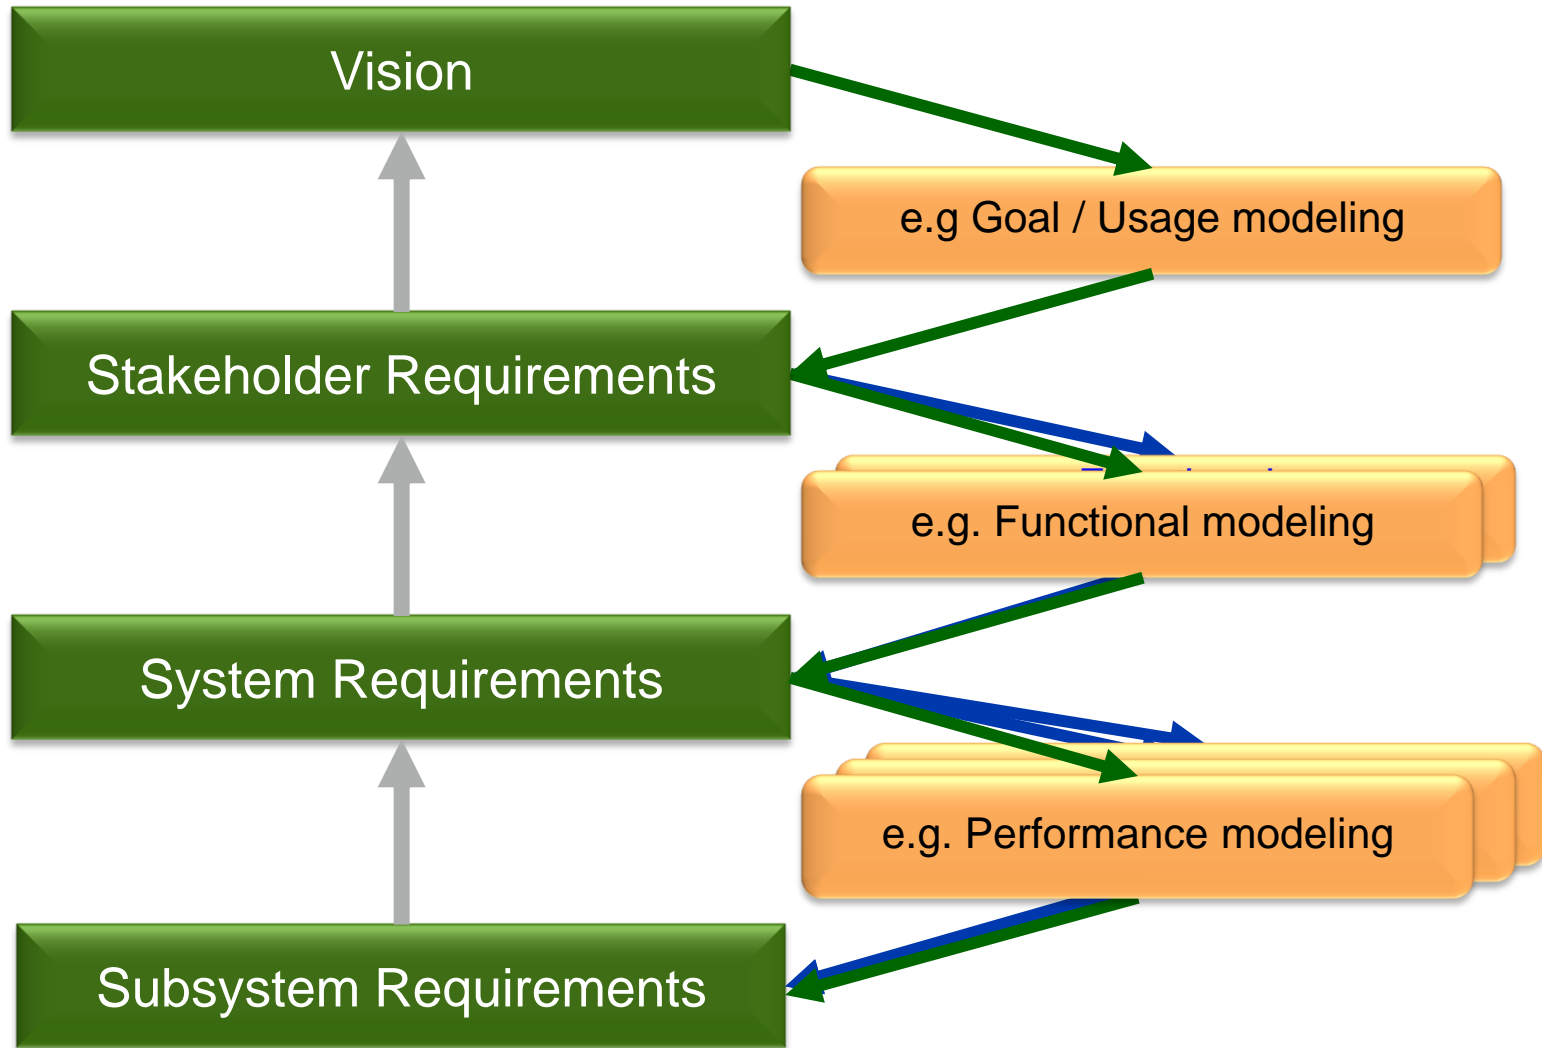 Vision
e.g Goal / Usage modeling
Stakeholder Requirements
e.g. Functional modeling
System Requirements
e.g. Performance modeling
Subsystem Requirements